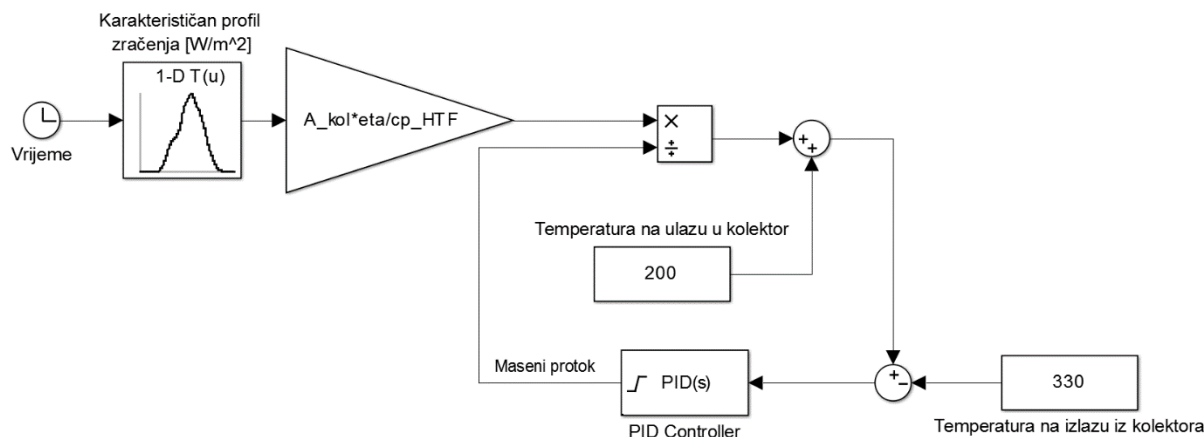 Karakterističan profil
zračenja [W/m^2]
1-D T(u)
A_kol*eta/cp_HTF
×
÷
+
+
Vrijeme
Temperatura na ulazu u kolektor
200
Maseni protok
PID(s)
+
−
330
PID Controller
Temperatura na izlazu iz kolektora